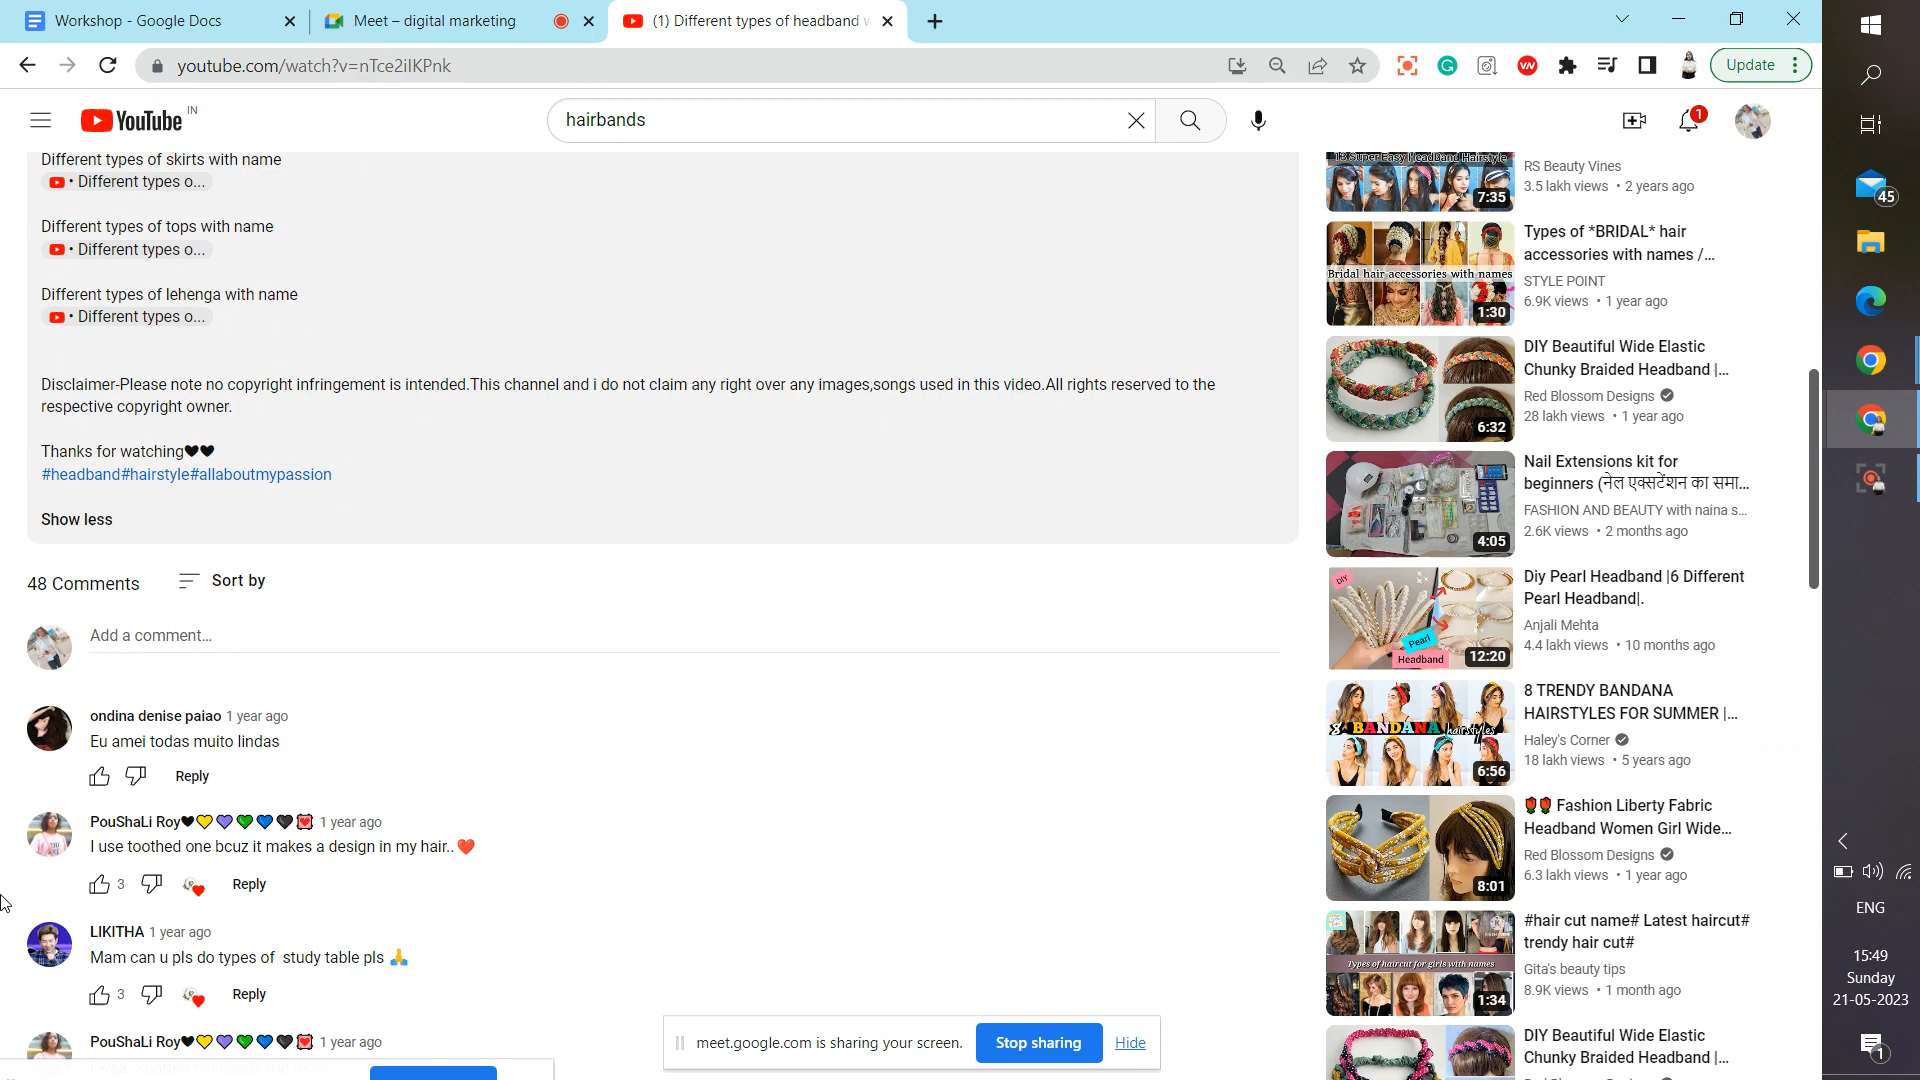 Workshop - Google Docs
Meet – digital marketing
(1) Different types of headband w
youtube.com/watch?v=nTce2iIKPnk
Update
YouTube IN
hairbands
1
Different types of skirts with name
• Different types o...
Different types of tops with name
• Different types o...
Different types of lehenga with name
• Different types o...
Disclaimer-Please note no copyright infringement is intended.This channel and i do not claim any right over any images,songs used in this video.All rights reserved to the
respective copyright owner.
Thanks for watching🖤🖤
#headband#hairstyle#allaboutmypassion
Show less
48 Comments
Sort by
Add a comment...
ondina denise paiao 1 year ago
Eu amei todas muito lindas
Reply
PouShaLi Roy🖤💛💜💚💙🖤💟 1 year ago
I use toothed one bcuz it makes a design in my hair..❤️
3
Reply
LIKITHA 1 year ago
Mam can u pls do types of study table pls 🙏
3
Reply
PouShaLi Roy🖤💛💜💚💙🖤💟 1 year ago
13 Super Easy HeadBand Hairstyle
7:35
RS Beauty Vines
3.5 lakh views • 2 years ago
Bridal hair accessories with names
1:30
Types of *BRIDAL* hair
accessories with names /...
STYLE POINT
6.9K views • 1 year ago
6:32
DIY Beautiful Wide Elastic
Chunky Braided Headband |...
Red Blossom Designs
28 lakh views • 1 year ago
4:05
Nail Extensions kit for
beginners (नेल एक्सटेंशन का समा...
FASHION AND BEAUTY with naina s...
2.6K views • 2 months ago
DIY
Pearl
Headband
12:20
Diy Pearl Headband |6 Different
Pearl Headband|.
Anjali Mehta
4.4 lakh views • 10 months ago
8 BANDANA hairstyles
6:56
8 TRENDY BANDANA
HAIRSTYLES FOR SUMMER |...
Haley's Corner
18 lakh views • 5 years ago
8:01
🌹🌹 Fashion Liberty Fabric
Headband Women Girl Wide...
Red Blossom Designs
6.3 lakh views • 1 year ago
Types of haircut for girls with names
1:34
#hair cut name# Latest haircut#
trendy hair cut#
Gita's beauty tips
8.9K views • 1 month ago
DIY Beautiful Wide Elastic
Chunky Braided Headband |...
meet.google.com is sharing your screen.
Stop sharing
Hide
45
ENG
15:49
Sunday
21-05-2023
1